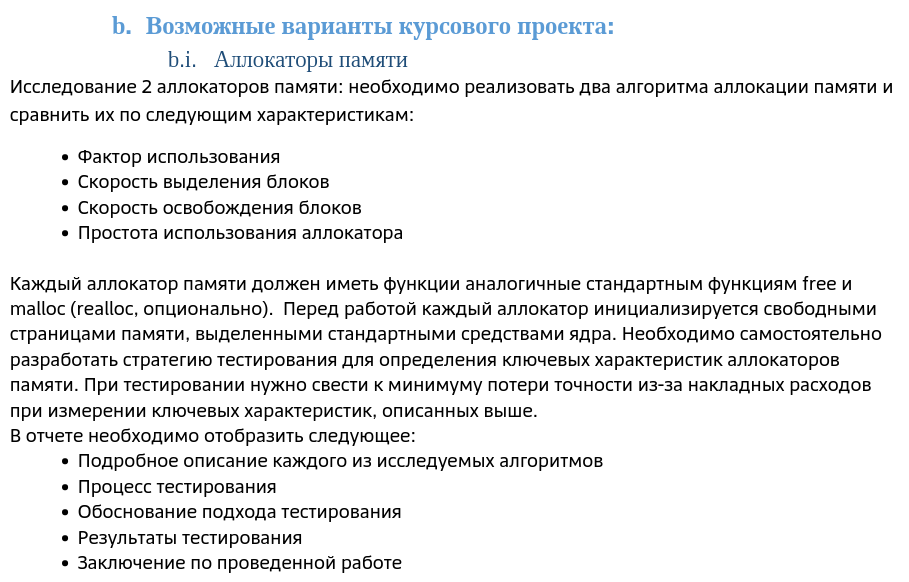 b. Возможные варианты курсового проекта:
b.i. Аллокаторы памяти
Исследование 2 аллокаторов памяти: необходимо реализовать два алгоритма аллокации памяти и
сравнить их по следующим характеристикам:
• Фактор использования
• Скорость выделения блоков
• Скорость освобождения блоков
• Простота использования аллокатора
Каждый аллокатор памяти должен иметь функции аналогичные стандартным функциям free и
malloc (realloc, опционально). Перед работой каждый аллокатор инициализируется свободными
страницами памяти, выделенными стандартными средствами ядра. Необходимо самостоятельно
разработать стратегию тестирования для определения ключевых характеристик аллокаторов
памяти. При тестировании нужно свести к минимуму потери точности из-за накладных расходов
при измерении ключевых характеристик, описанных выше.
В отчете необходимо отобразить следующее:
• Подробное описание каждого из исследуемых алгоритмов
• Процесс тестирования
• Обоснование подхода тестирования
• Результаты тестирования
• Заключение по проведенной работе